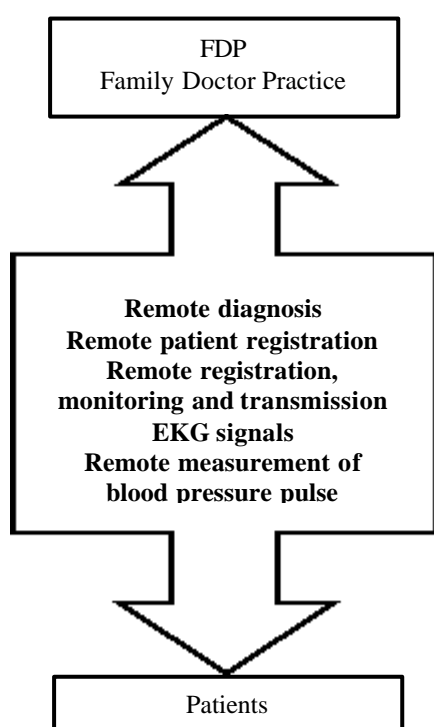 FDP
Family Doctor Practice
Remote diagnosis
Remote patient registration
Remote registration,
monitoring and transmission
EKG signals
Remote measurement of
blood pressure pulse
Patients